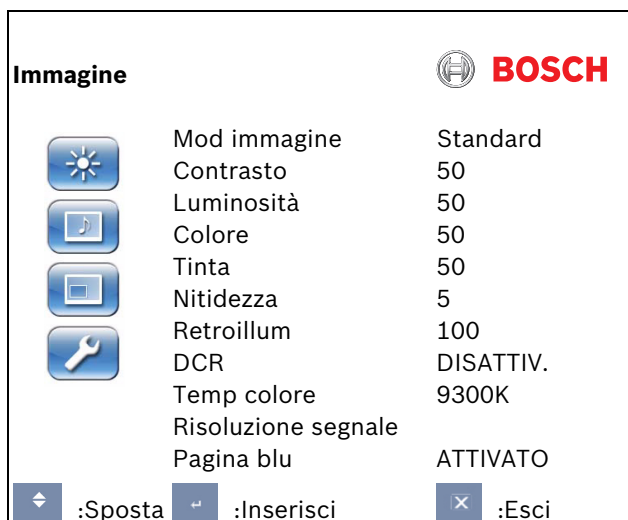 Immagine BOSCH
Mod immagine Standard
Contrasto 50
Luminosità 50
Colore 50
Tinta 50
Nitidezza 5
Retroillum 100
DCR DISATTIV.
Temp colore 9300K
Risoluzione segnale
Pagina blu ATTIVATO
:Sposta :Inserisci :Esci